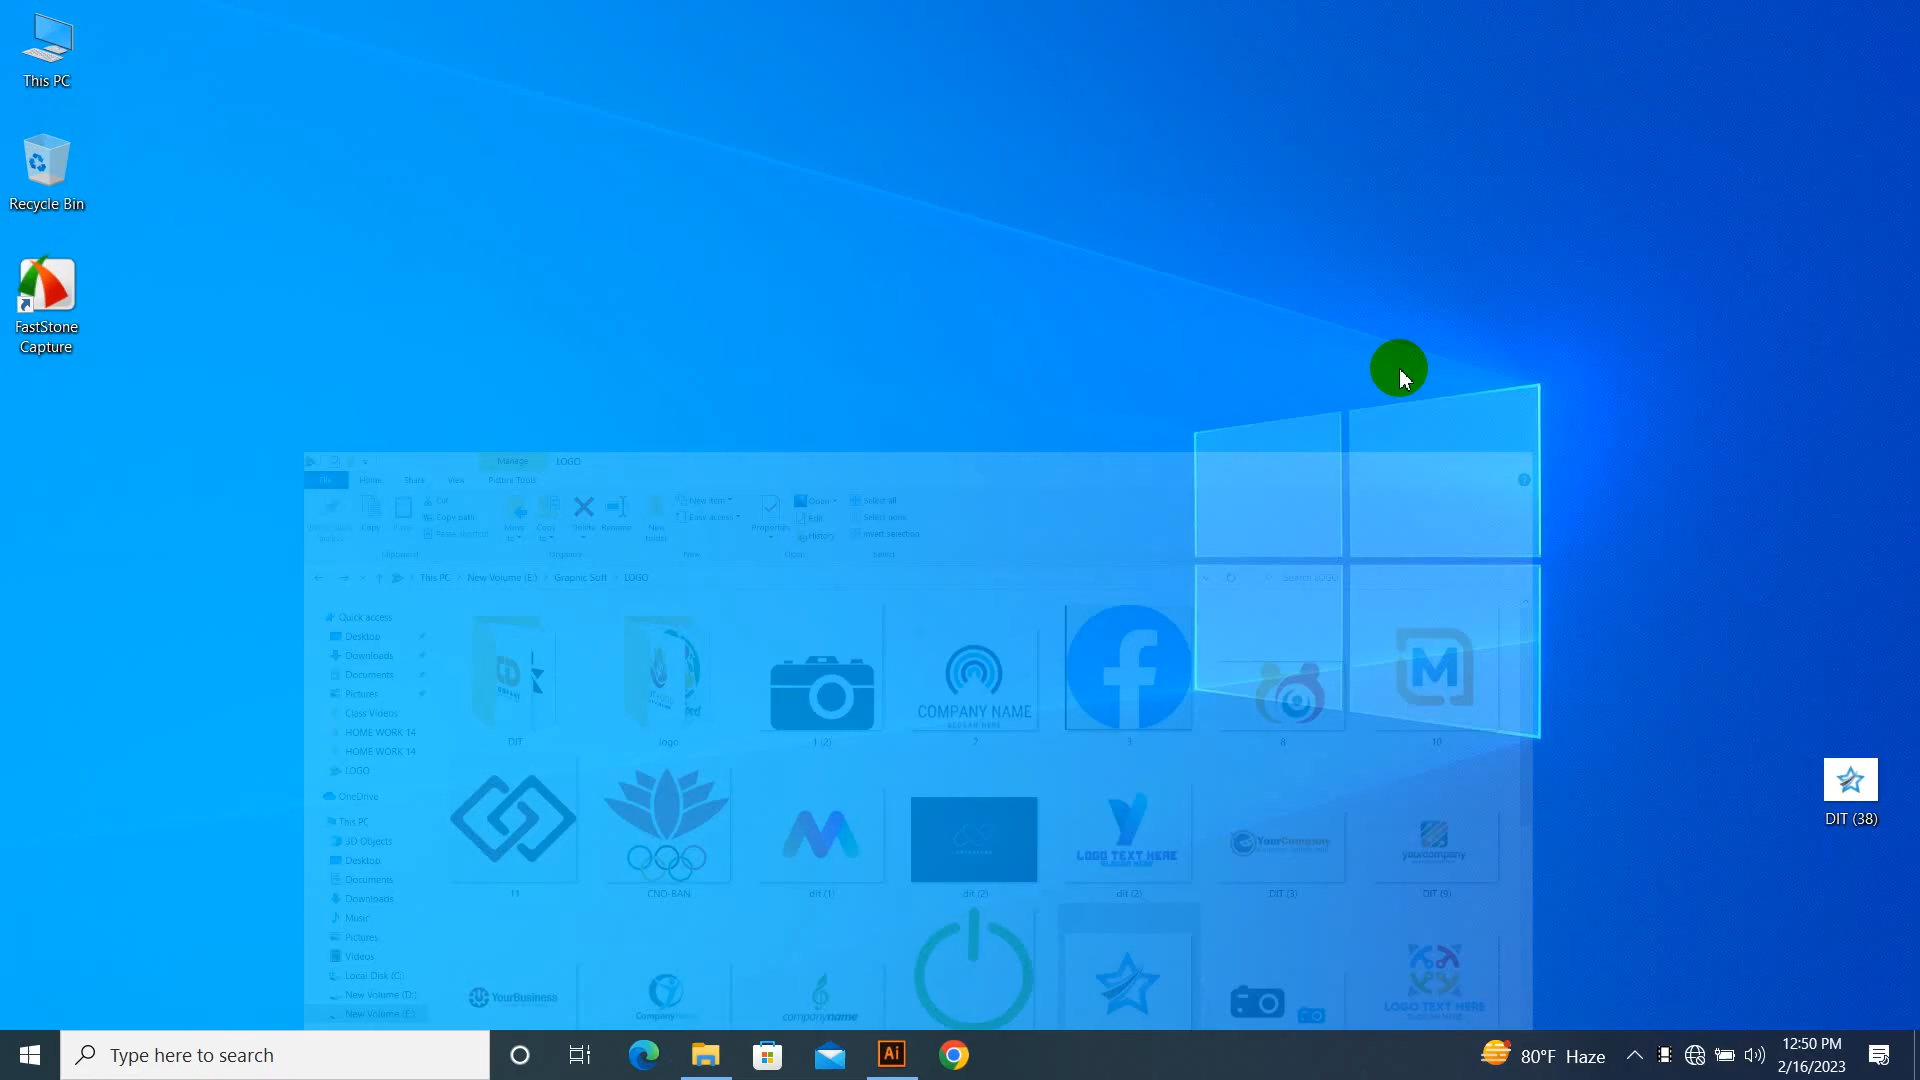 This PC
Recycle Bin
FastStone
Capture
Manage
LOGO
File
Home
Share
View
Picture Tools
Copy
Cut
Copy path
Paste shortcut
Move
to
Copy
to
Delete
Rename
New
folder
New item
Easy access
Properties
Open
Edit
History
Select all
Select none
Invert selection
Clipboard
Organize
New
Open
Select
This PC
New Volume (E:)
Graphic Soft
LOGO
Search LOGO
Quick access
Desktop
Downloads
Documents
Pictures
Class Videos
HOME WORK 14
HOME WORK 14
LOGO
OneDrive
This PC
3D Objects
Desktop
Documents
Downloads
Music
Pictures
Videos
Local Disk (C:)
New Volume (D:)
New Volume (E:)
COMPANY NAME
DIT
logo
1 (2)
2
3
8
10
M
LOGO TEXT HERE
YourCompany
yourcompany
11
CNO-BAN
dit (1)
dit (2)
dit (2)
DIT (3)
DIT (9)
YourBusiness
companyname
LOGO TEXT HERE
DIT (38)
Type here to search
Ai
80°F Haze
12:50 PM
2/16/2023